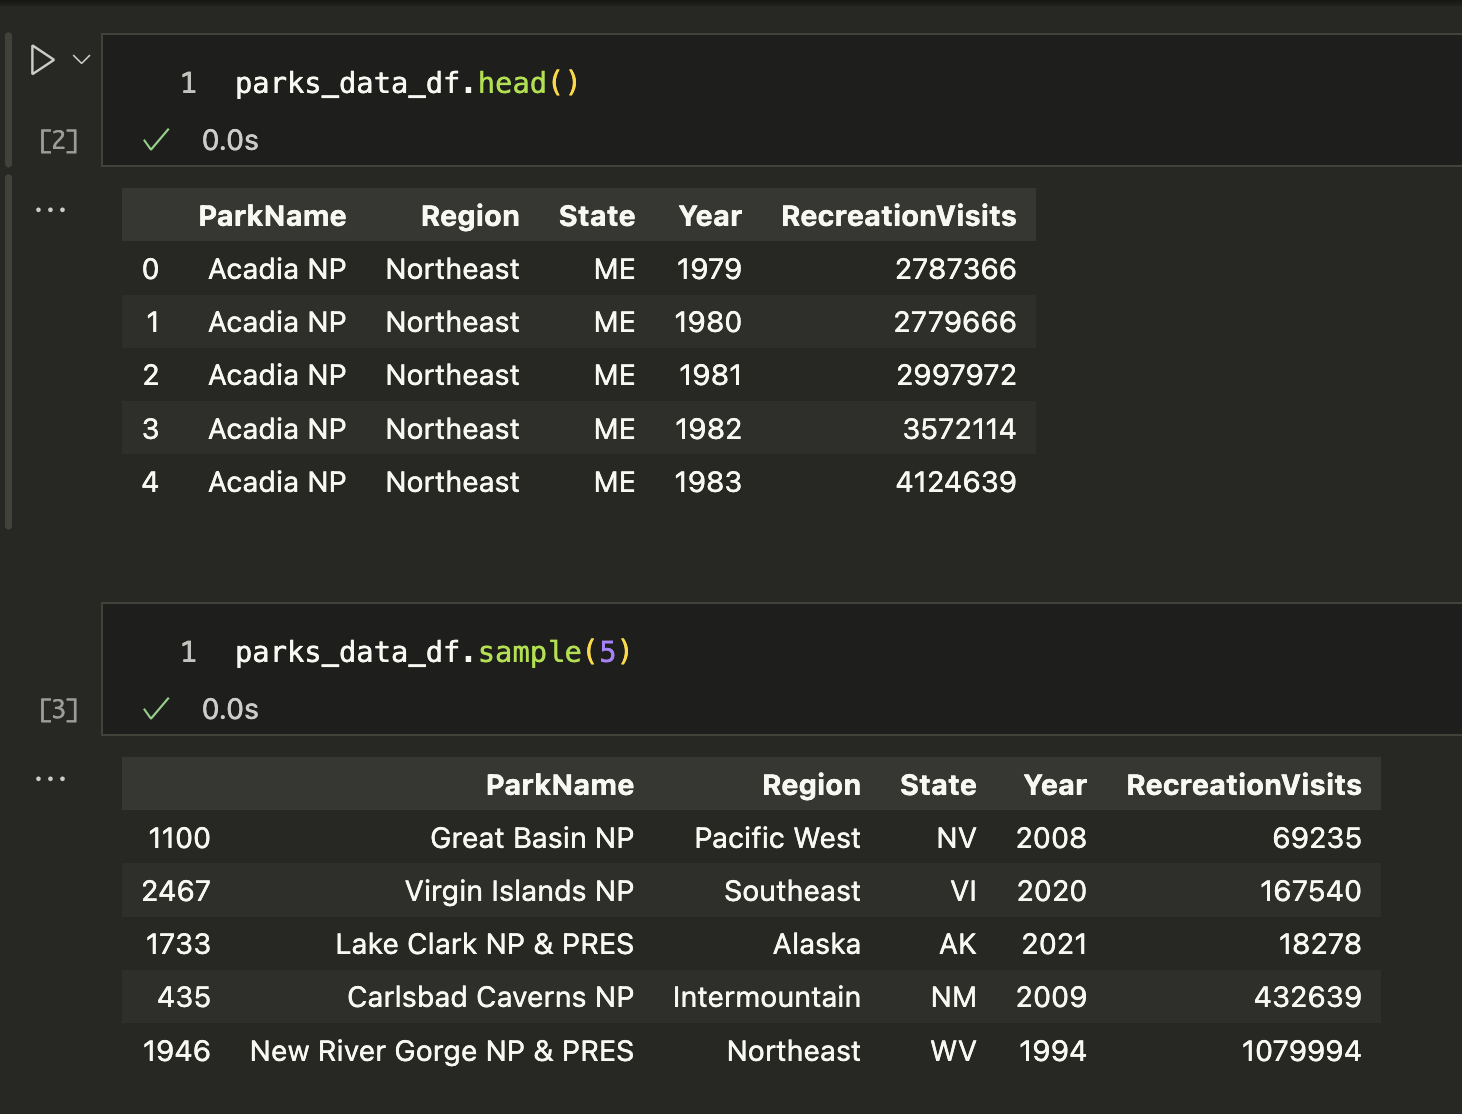 1 parks_data_df.head()
[2] ✓ 0.0s
...
ParkName Region State Year RecreationVisits
0 Acadia NP Northeast ME 1979 2787366
1 Acadia NP Northeast ME 1980 2779666
2 Acadia NP Northeast ME 1981 2997972
3 Acadia NP Northeast ME 1982 3572114
4 Acadia NP Northeast ME 1983 4124639
1 parks_data_df.sample(5)
[3] ✓ 0.0s
...
ParkName Region State Year RecreationVisits
1100 Great Basin NP Pacific West NV 2008 69235
2467 Virgin Islands NP Southeast VI 2020 167540
1733 Lake Clark NP & PRES Alaska AK 2021 18278
435 Carlsbad Caverns NP Intermountain NM 2009 432639
1946 New River Gorge NP & PRES Northeast WV 1994 1079994